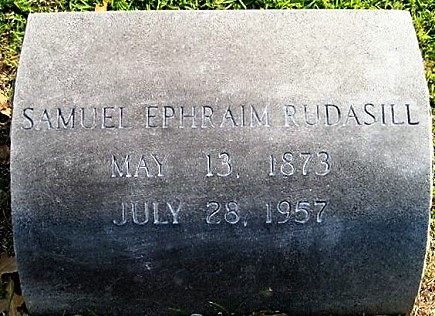 SAMUEL EPHRAIM RUDASILL
MAY 13, 1873
JULY 28, 1957